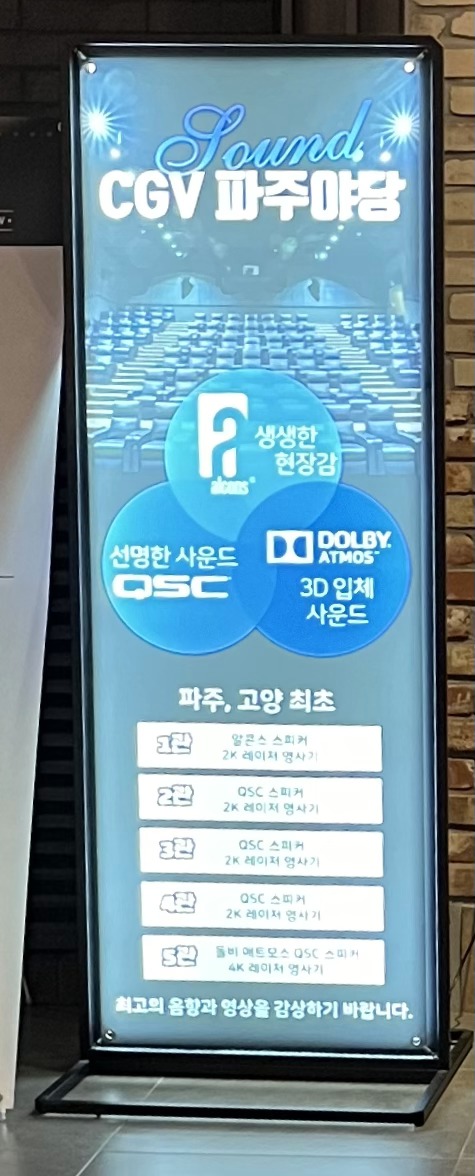 Sound
CGV 파주야당
alcons
생생한
현장감
선명한 사운드
QSC
DOLBY
ATMOS
3D 입체
사운드
파주, 고양 최초
1관
알콘스 스피커
2K 레이저 영사기
2관
QSC 스피커
2K 레이저 영사기
3관
QSC 스피커
2K 레이저 영사기
4관
QSC 스피커
2K 레이저 영사기
5관
돌비 애트모스 QSC 스피커
4K 레이저 영사기
최고의 음향과 영상을 감상하기 바랍니다.